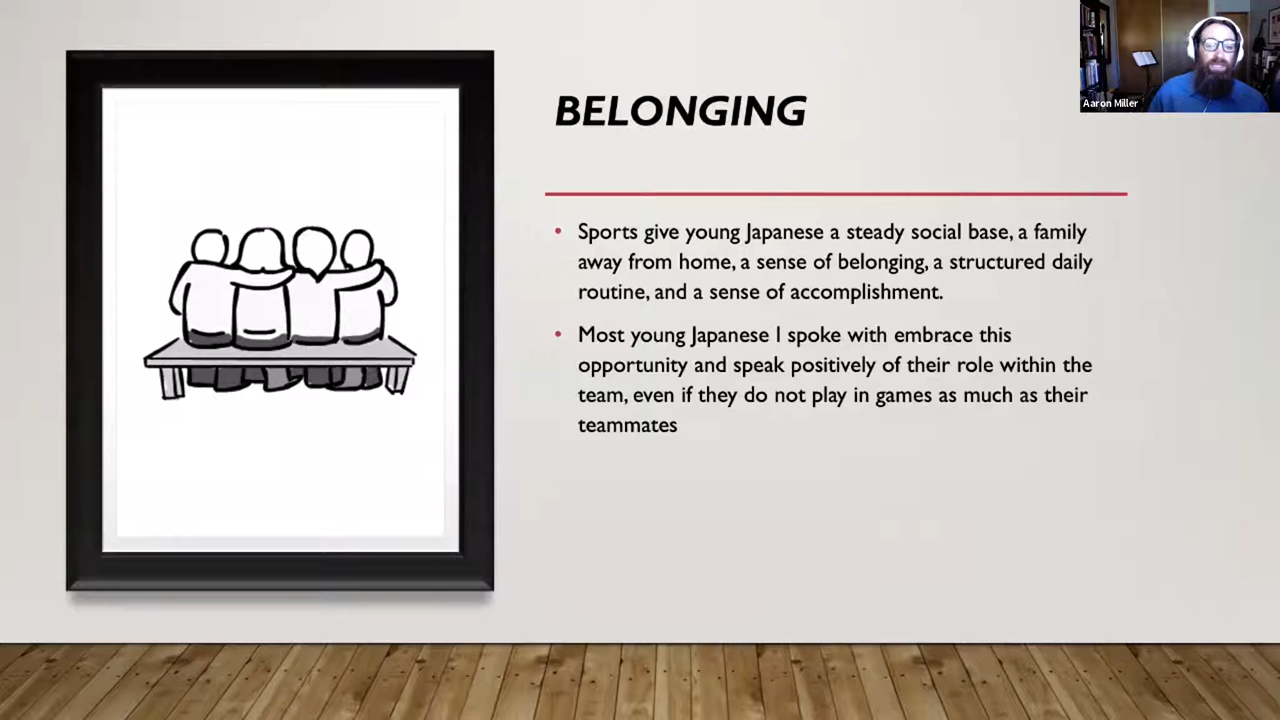 BELONGING
Aaron Miller
• Sports give young Japanese a steady social base, a family
away from home, a sense of belonging, a structured daily
routine, and a sense of accomplishment.
• Most young Japanese I spoke with embrace this
opportunity and speak positively of their role within the
team, even if they do not play in games as much as their
teammates